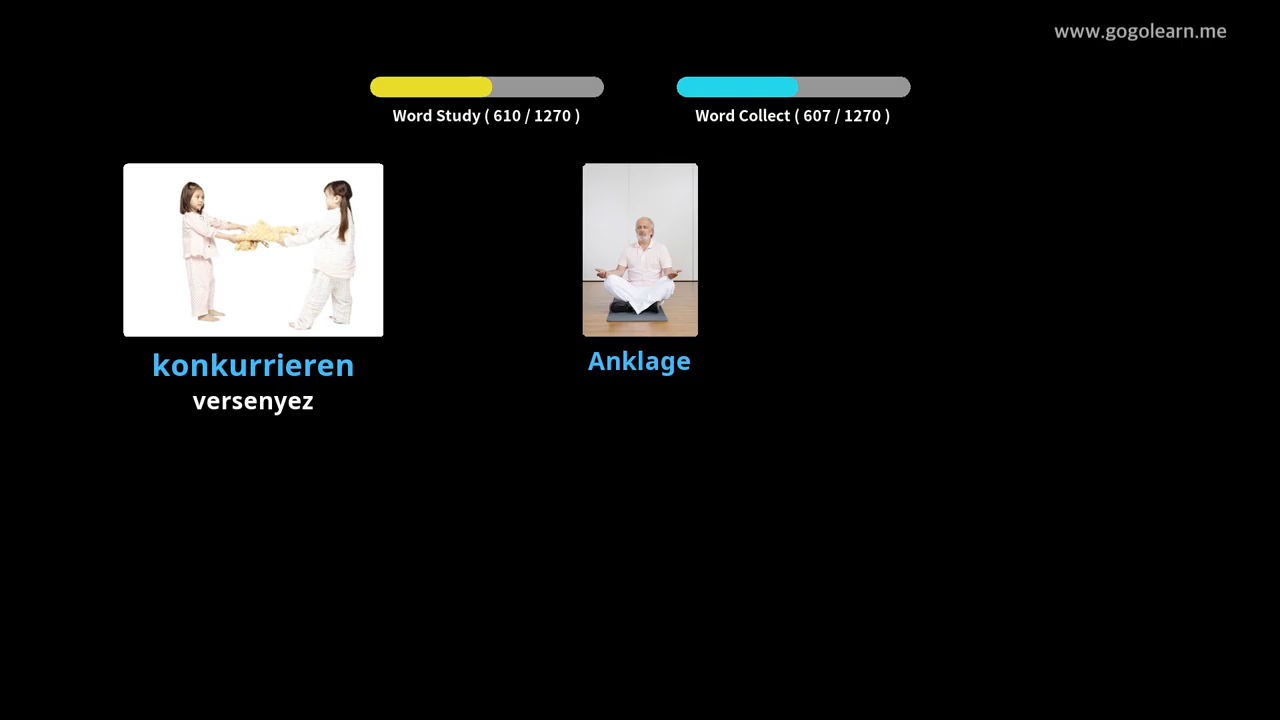 www.gogolearn.me
Word Study ( 610 / 1270 )
Word Collect ( 607 / 1270 )
konkurrieren
versenyez
Anklage